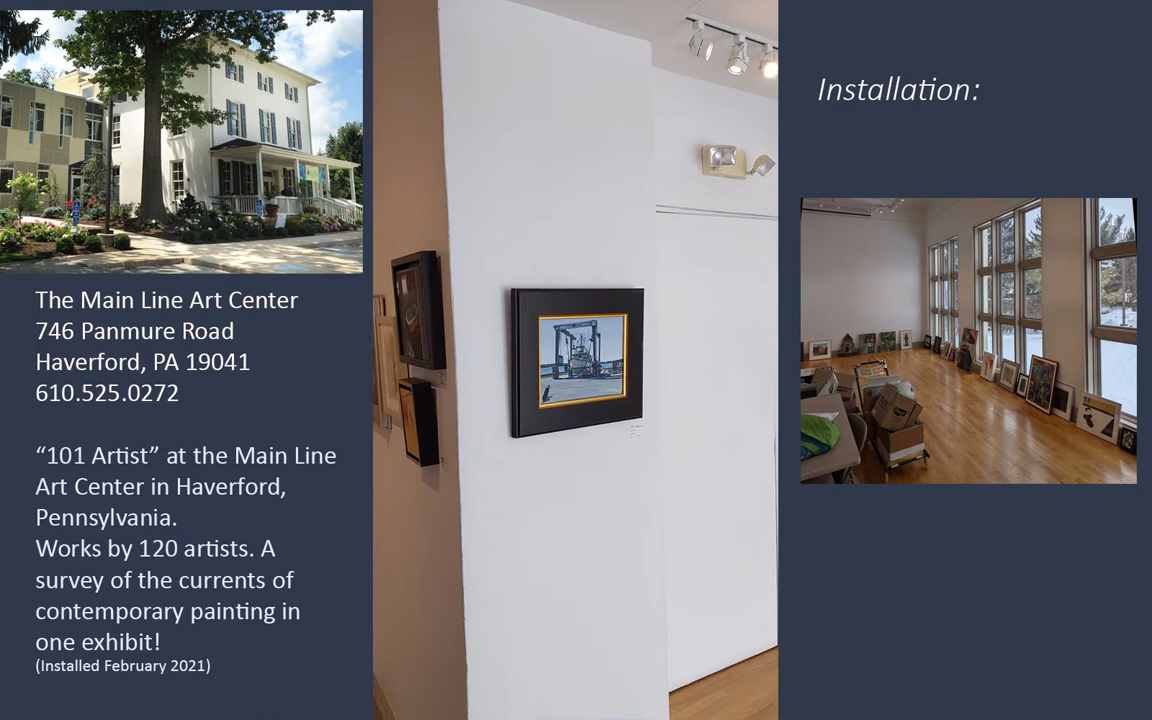 The Main Line Art Center
746 Panmure Road
Haverford, PA 19041
610.525.0272
“101 Artist” at the Main Line
Art Center in Haverford,
Pennsylvania.
Works by 120 artists. A
survey of the currents of
contemporary painting in
one exhibit!
(Installed February 2021)
Installation: